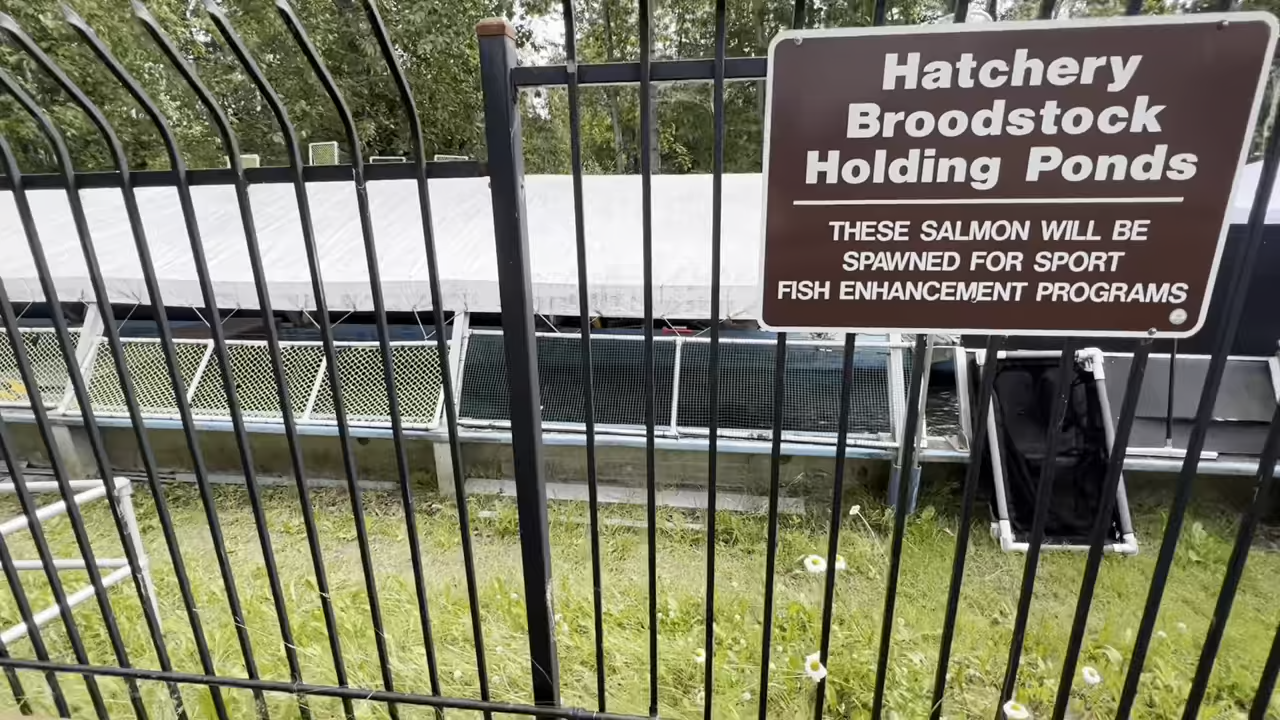 Hatchery
Broodstock
Holding Ponds
THESE SALMON WILL BE
SPAWNED FOR SPORT
FISH ENHANCEMENT PROGRAMS